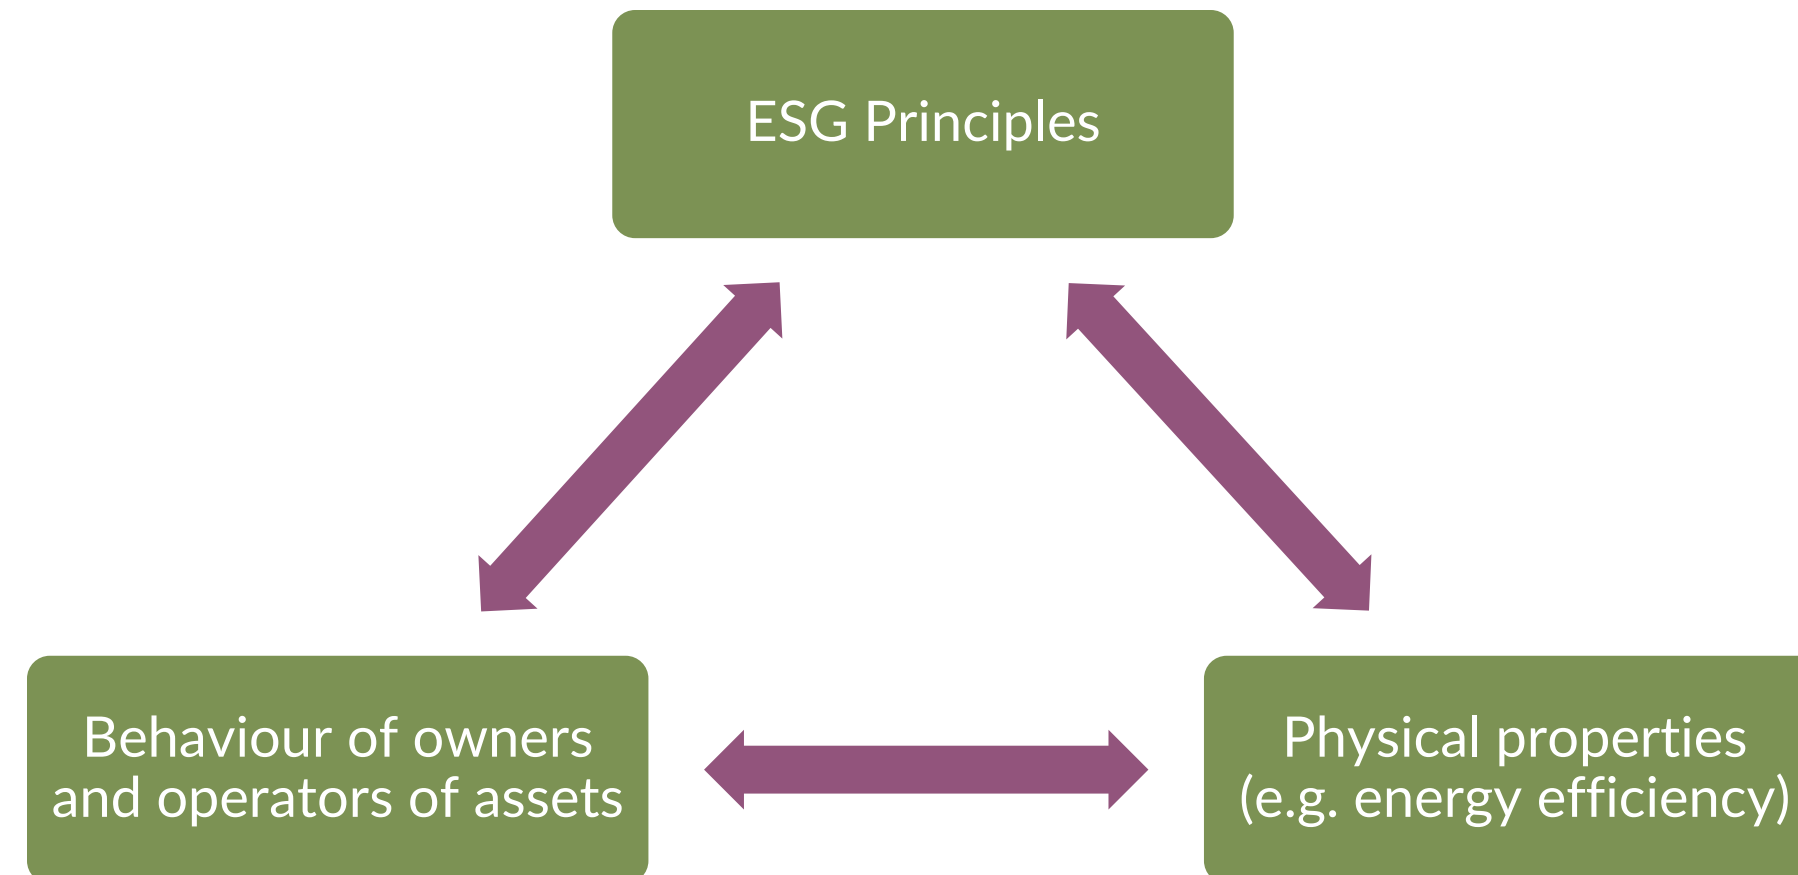 ESG Principles
Behaviour of owners
and operators of assets
Physical properties
(e.g. energy efficiency)